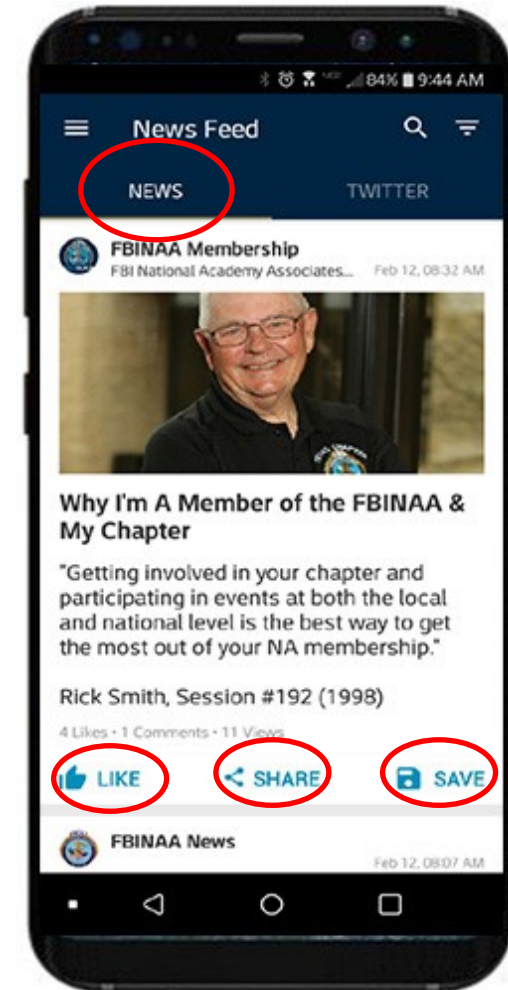 84% 9:44 AM
News Feed
NEWS TWITTER
FBINAA Membership
FBI National Academy Associates... Feb 12, 08:32 AM
Why I'm A Member of the FBINAA &
My Chapter
"Getting involved in your chapter and
participating in events at both the local
and national level is the best way to get
the most out of your NA membership."
Rick Smith, Session #192 (1998)
4 Likes • 1 Comments • 11 Views
LIKE SHARE SAVE
FBINAA News
Feb 12, 08:07 AM